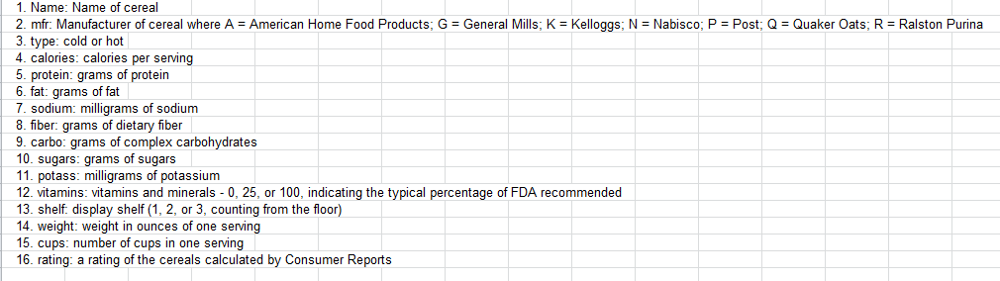 1. Name: Name of cereal
2. mfr: Manufacturer of cereal where A = American Home Food Products; G = General Mills; K = Kelloggs; N = Nabisco; P = Post; Q = Quaker Oats; R = Ralston Purina
3. type: cold or hot
4. calories: calories per serving
5. protein: grams of protein
6. fat: grams of fat
7. sodium: milligrams of sodium
8. fiber: grams of dietary fiber
9. carbo: grams of complex carbohydrates
10. sugars: grams of sugars
11. potass: milligrams of potassium
12. vitamins: vitamins and minerals - 0, 25, or 100, indicating the typical percentage of FDA recommended
13. shelf: display shelf (1, 2, or 3, counting from the floor)
14. weight: weight in ounces of one serving
15. cups: number of cups in one serving
16. rating: a rating of the cereals calculated by Consumer Reports